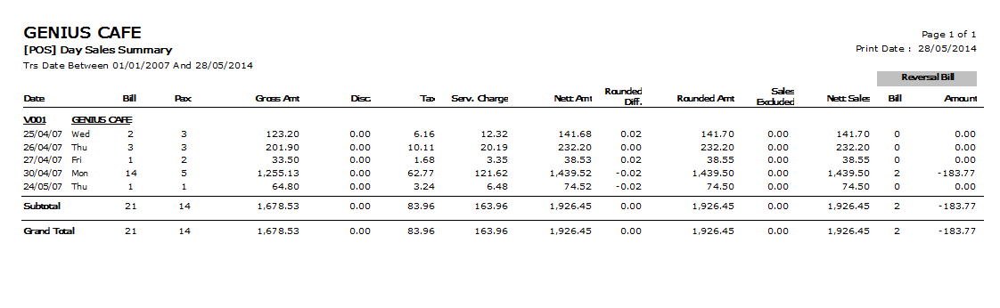 GENIUS CAFE
Page 1 of 1
[POS] Day Sales Summary
Print Date : 28/05/2014
Trs Date Between 01/01/2007 And 28/05/2014
Reversal Bill
Date Bill Pax Gross Amt Disc. Tax Serv. Charge Nett Amt Rounded Diff. Rounded Amt Sales Excluded Nett Sales Bill Amount
V001 GENIUS CAFE
25/04/07 Wed 2 3 123.20 0.00 6.16 12.32 141.68 0.02 141.70 0.00 141.70 0 0.00
26/04/07 Thu 3 3 201.90 0.00 10.11 20.19 232.20 0.00 232.20 0.00 232.20 0 0.00
27/04/07 Fri 1 2 33.50 0.00 1.68 3.35 38.53 0.02 38.55 0.00 38.55 0 0.00
30/04/07 Mon 14 5 1,255.13 0.00 62.77 121.62 1,439.52 -0.02 1,439.50 0.00 1,439.50 2 -183.77
24/05/07 Thu 1 1 64.80 0.00 3.24 6.48 74.52 -0.02 74.50 0.00 74.50 0 0.00
Subtotal 21 14 1,678.53 0.00 83.96 163.96 1,926.45 0.00 1,926.45 0.00 1,926.45 2 -183.77
Grand Total 21 14 1,678.53 0.00 83.96 163.96 1,926.45 0.00 1,926.45 0.00 1,926.45 2 -183.77